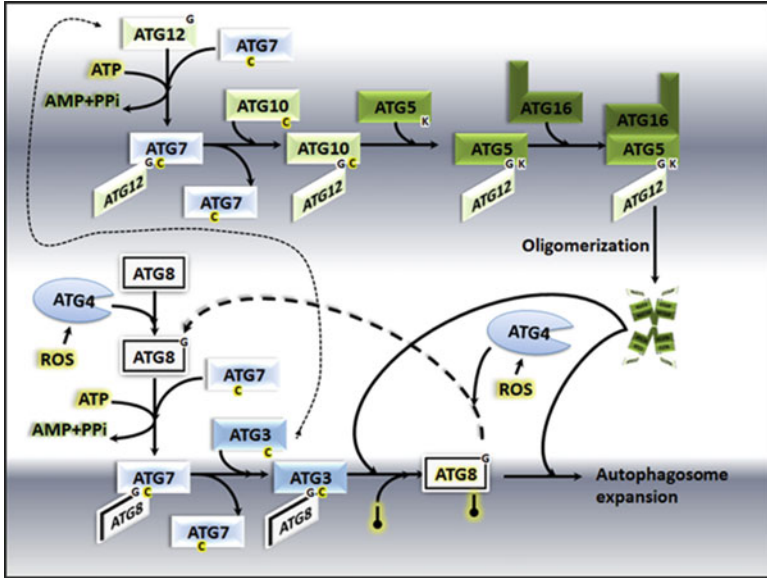 G
ATG12
ATG7
C
ATP
AMP+PPi
ATG10
C
ATG5
K
ATG16
ATG16
ATG7
G C
ATG12
ATG7
C
ATG10
G C
ATG12
ATG5
G K
ATG12
ATG5
G K
ATG12
Oligomerization
ATG8
ATG4
ROS
G
ATG8
ATG4
ROS
ATP
ATG7
C
AMP+PPi
ATG3
C
ATG7
G C
ATG8
ATG7
C
ATG3
G C
ATG8
G
ATG8
Autophagosome
expansion